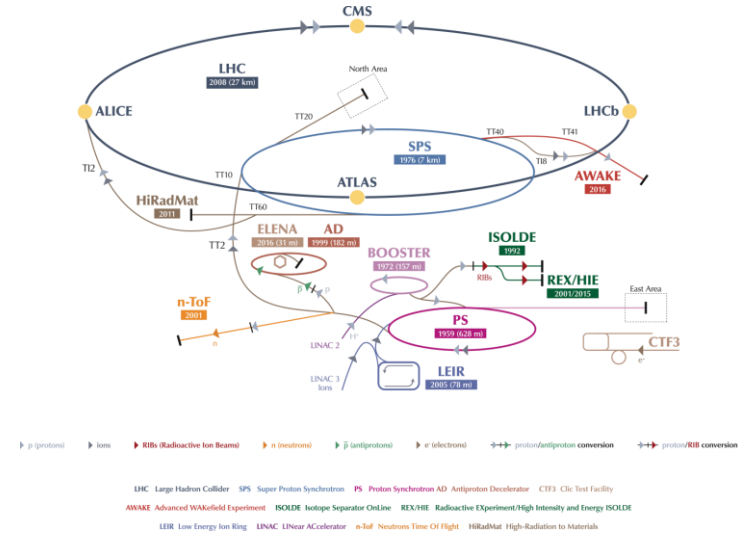 CMS
LHC
2008 (27 km)
North Area
ALICE
LHCb
TT20
TT40
TT41
SPS
1976 (7 km)
TI8
TI2
TT10
AWAKE
2016
ATLAS
HiRadMat
2011
TT60
ELENA
2016 (31 m)
AD
1999 (182 m)
TT2
BOOSTER
1972 (157 m)
ISOLDE
1992
RIBs
REX/HIE
2001/2015
East Area
p̅
p
n-ToF
2001
n
LINAC 2
H⁺
PS
1959 (628 m)
CTF3
e⁻
LINAC 3
Ions
LEIR
2005 (78 m)
p (protons)
ions
RIBs (Radioactive Ion Beams)
n (neutrons)
p̅ (antiprotons)
e⁻ (electrons)
proton/antiproton conversion
proton/RIB conversion
LHC Large Hadron Collider SPS Super Proton Synchrotron PS Proton Synchrotron AD Antiproton Decelerator CTF3 Clic Test Facility
AWAKE Advanced WAKefield Experiment ISOLDE Isotope Separator OnLine REX/HIE Radioactive EXperiment/High Intensity and Energy ISOLDE
LEIR Low Energy Ion Ring LINAC LINear ACcelerator n-ToF Neutrons Time Of Flight HiRadMat High-Radiation to Materials